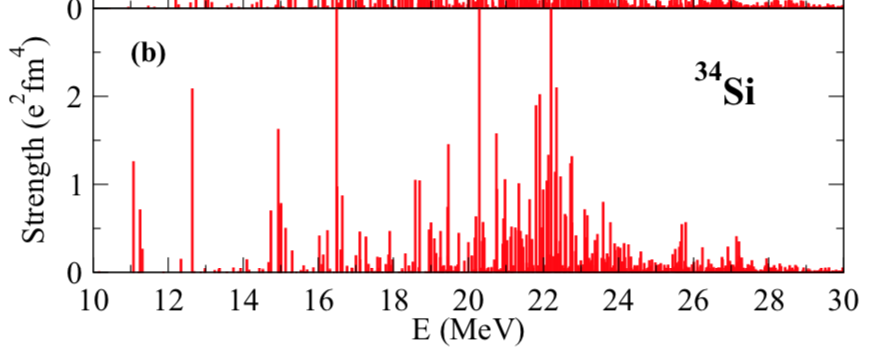 0
(b)
³⁴Si
2
1
0
Strength (e²fm⁴)
10 12 14 16 18 20 22 24 26 28 30
E (MeV)